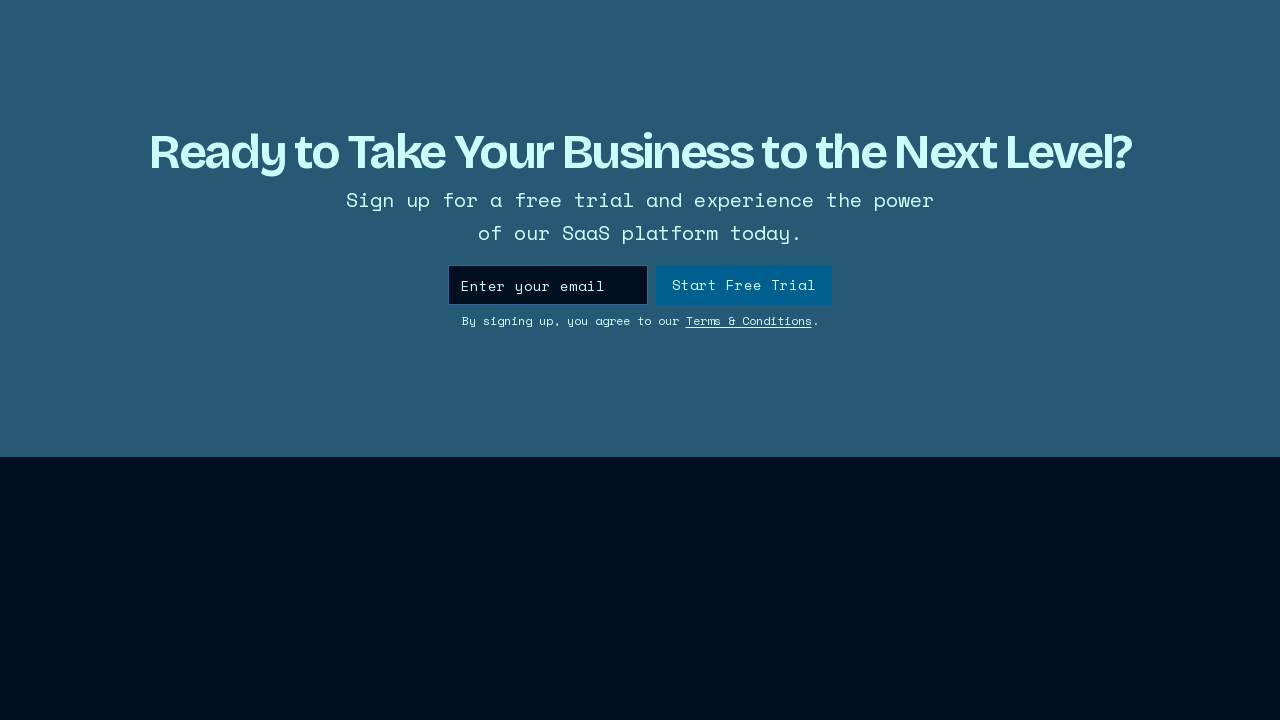 Ready to Take Your Business to the Next Level?
Sign up for a free trial and experience the power
of our SaaS platform today.
Enter your email
Start Free Trial
By signing up, you agree to our Terms & Conditions.